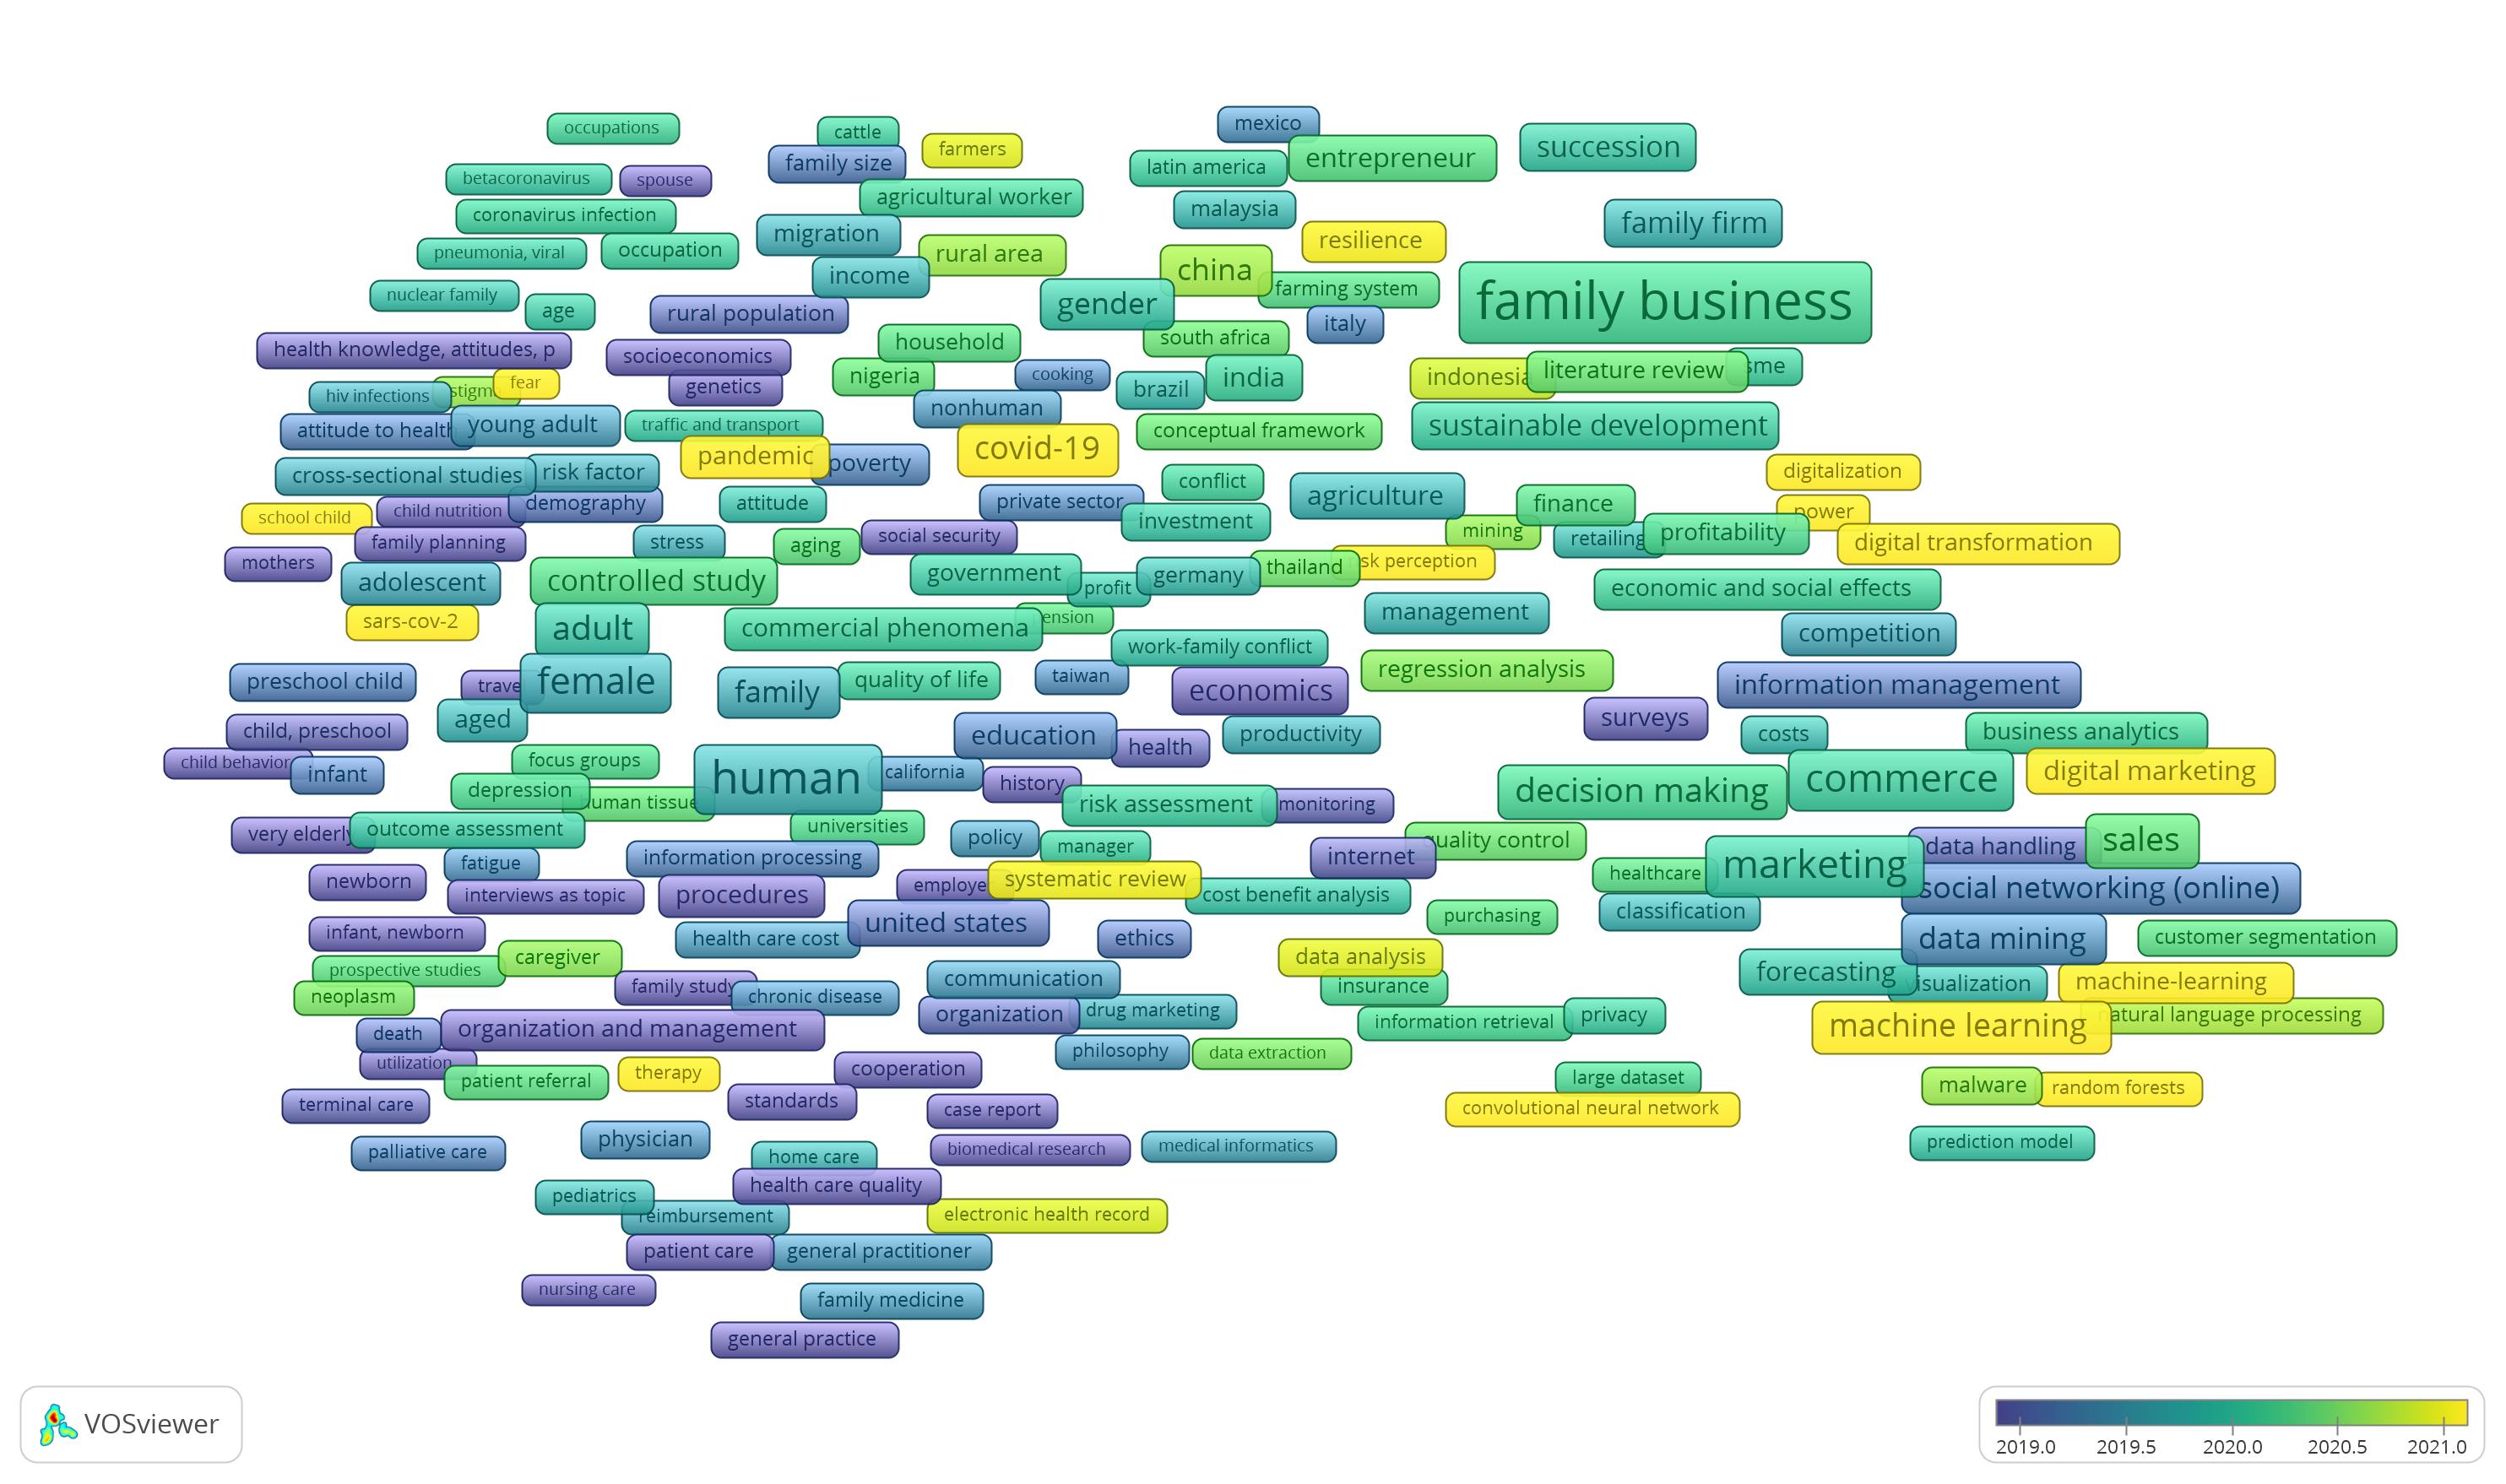 mexico
occupations
cattle
succession
farmers
entrepreneur
family size
latin america
betacoronavirus
spouse
agricultural worker
malaysia
coronavirus infection
family firm
migration
resilience
occupation
pneumonia, viral
rural area
china
income
farming system
nuclear family
family business
gender
age
rural population
italy
south africa
household
health knowledge, attitudes, p
socioeconomics
sme
literature review
cooking
nigeria
india
indonesia
fear
genetics
brazil
hiv infections
nonhuman
young adult
traffic and transport
sustainable development
attitude to health
conceptual framework
covid-19
pandemic
poverty
digitalization
cross-sectional studies
risk factor
conflict
agriculture
private sector
attitude
demography
finance
child nutrition
power
school child
investment
mining
profitability
social security
retailing
family planning
stress
aging
digital transformation
mothers
thailand
government
germany
controlled study
adolescent
profit
economic and social effects
management
sars-cov-2
adult
commercial phenomena
competition
work-family conflict
regression analysis
preschool child
female
family
quality of life
taiwan
economics
information management
aged
surveys
child, preschool
education
productivity
costs
business analytics
health
child behavior
focus groups
infant
human
california
digital marketing
history
commerce
depression
decision making
human tissue
risk assessment
monitoring
universities
very elderly
outcome assessment
policy
manager
quality control
sales
data handling
internet
fatigue
information processing
marketing
newborn
interviews as topic
procedures
systematic review
cost benefit analysis
healthcare
social networking (online)
united states
purchasing
classification
infant, newborn
health care cost
ethics
data mining
customer segmentation
caregiver
data analysis
prospective studies
forecasting
communication
family study
chronic disease
insurance
visualization
machine-learning
neoplasm
organization
drug marketing
privacy
natural language processing
death
organization and management
information retrieval
machine learning
philosophy
data extraction
utilization
cooperation
patient referral
therapy
large dataset
malware
random forests
terminal care
standards
case report
convolutional neural network
physician
palliative care
home care
biomedical research
medical informatics
prediction model
health care quality
pediatrics
reimbursement
electronic health record
patient care
general practitioner
nursing care
family medicine
general practice
VOSviewer
2019.0 2019.5 2020.0 2020.5 2021.0